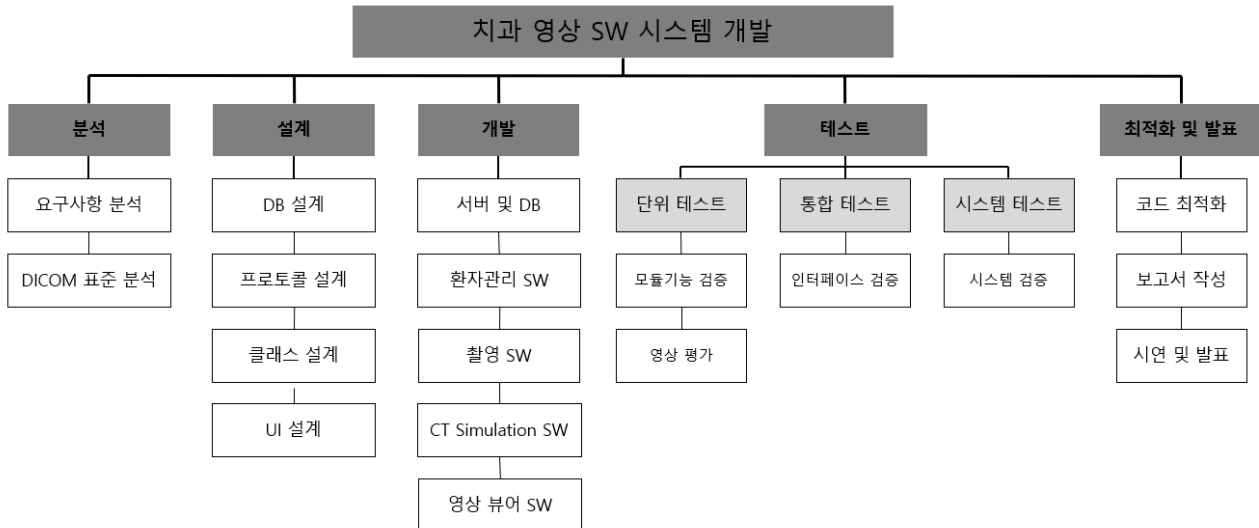 치과 영상 SW 시스템 개발
분석
요구사항 분석
DICOM 표준 분석
설계
DB 설계
프로토콜 설계
클래스 설계
UI 설계
개발
서버 및 DB
환자관리 SW
촬영 SW
CT Simulation SW
영상 뷰어 SW
테스트
단위 테스트
모듈기능 검증
영상 평가
통합 테스트
인터페이스 검증
시스템 테스트
시스템 검증
최적화 및 발표
코드 최적화
보고서 작성
시연 및 발표